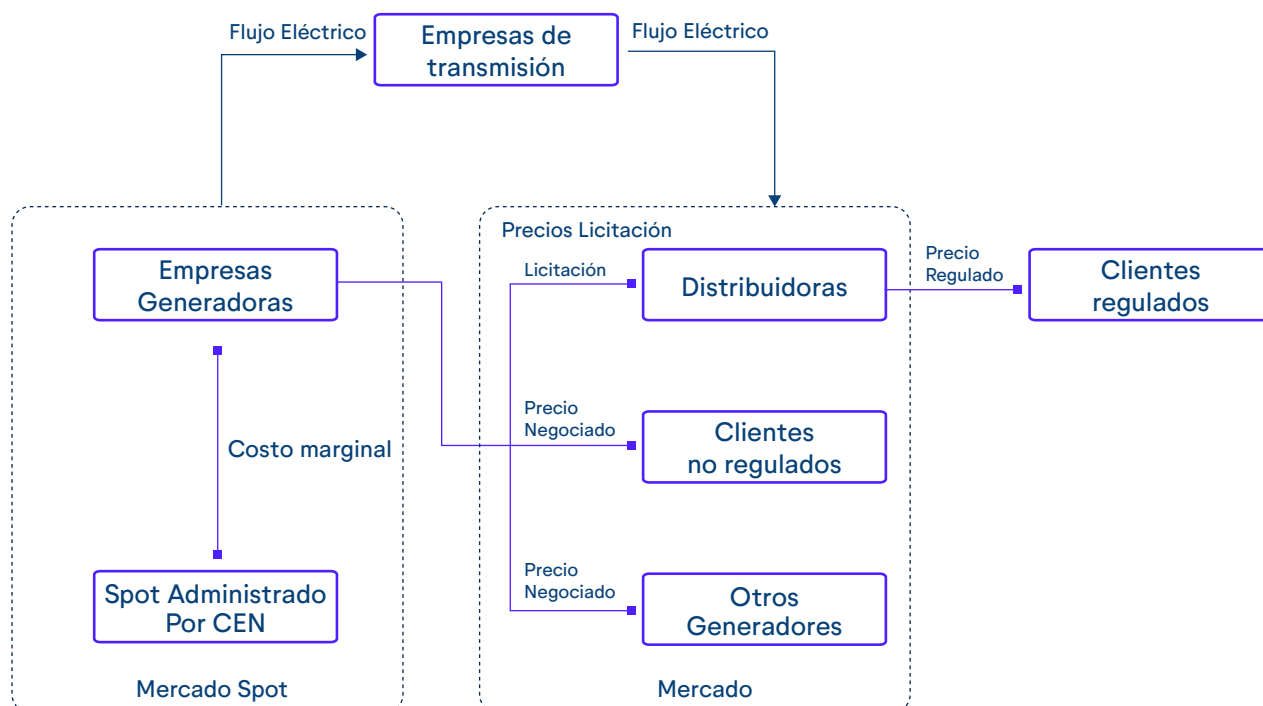 Flujo Eléctrico
Empresas de
transmisión
Flujo Eléctrico
Empresas
Generadoras
Costo marginal
Spot Administrado
Por CEN
Mercado Spot
Precios Licitación
Licitación
Distribuidoras
Precio
Regulado
Clientes
regulados
Precio
Negociado
Clientes
no regulados
Precio
Negociado
Otros
Generadores
Mercado